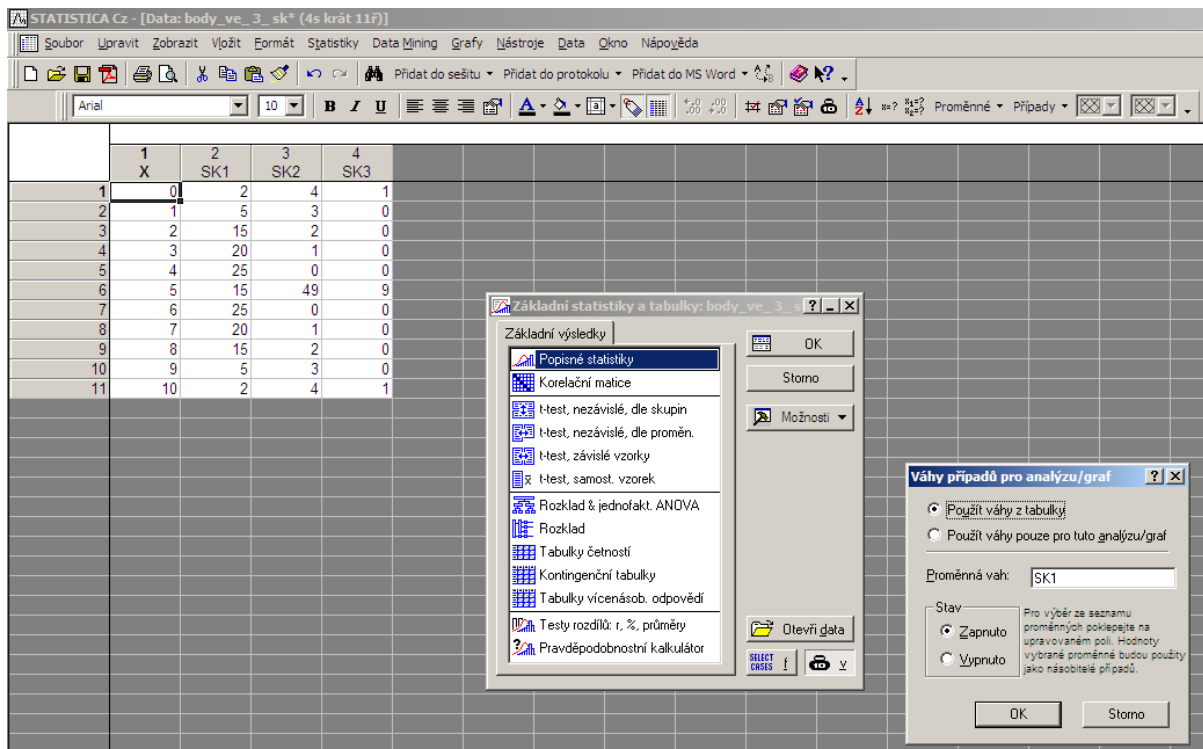 STATISTICA Cz - [Data: body_ve_ 3_ sk* (4s krát 11ř)]
Soubor Upravit Zobrazit Vložit Formát Statistiky Data Mining Grafy Nástroje Data Okno Nápověda
Přidat do sešitu Přidat do protokolu Přidat do MS Word
Arial 10 B I U Proměnné Případy
1 2 3 4
X SK1 SK2 SK3
1 0 2 4 1
2 1 5 3 0
3 2 15 2 0
4 3 20 1 0
5 4 25 0 0
6 5 15 49 9
7 6 25 0 0
8 7 20 1 0
9 8 15 2 0
10 9 5 3 0
11 10 2 4 1
Základní statistiky a tabulky: body_ve_ 3_ s
Základní výsledky
Popisné statistiky
Korelační matice
t-test, nezávislé, dle skupin
t-test, nezávislé, dle promĕn.
t-test, závislé vzorky
t-test, samost. vzorek
Rozklad & jednofakt. ANOVA
Rozklad
Tabulky četností
Kontingenční tabulky
Tabulky vícenásob. odpovědí
Testy rozdílů: r, %, průměry
Pravděpodobnostní kalkulátor
OK
Storno
Možnosti
Otevři data
SELECT CASES f v
Váhy případů pro analýzu/graf
Použít váhy z tabulky
Použít váhy pouze pro tuto analýzu/graf
Proměnná vah: SK1
Stav
Zapnuto
Vypnuto
Pro výběr ze seznamu
proměnných poklepejte na
upravovaném poli. Hodnoty
vybrané proměnné budou použity
jako násobitelé případů.
OK Storno